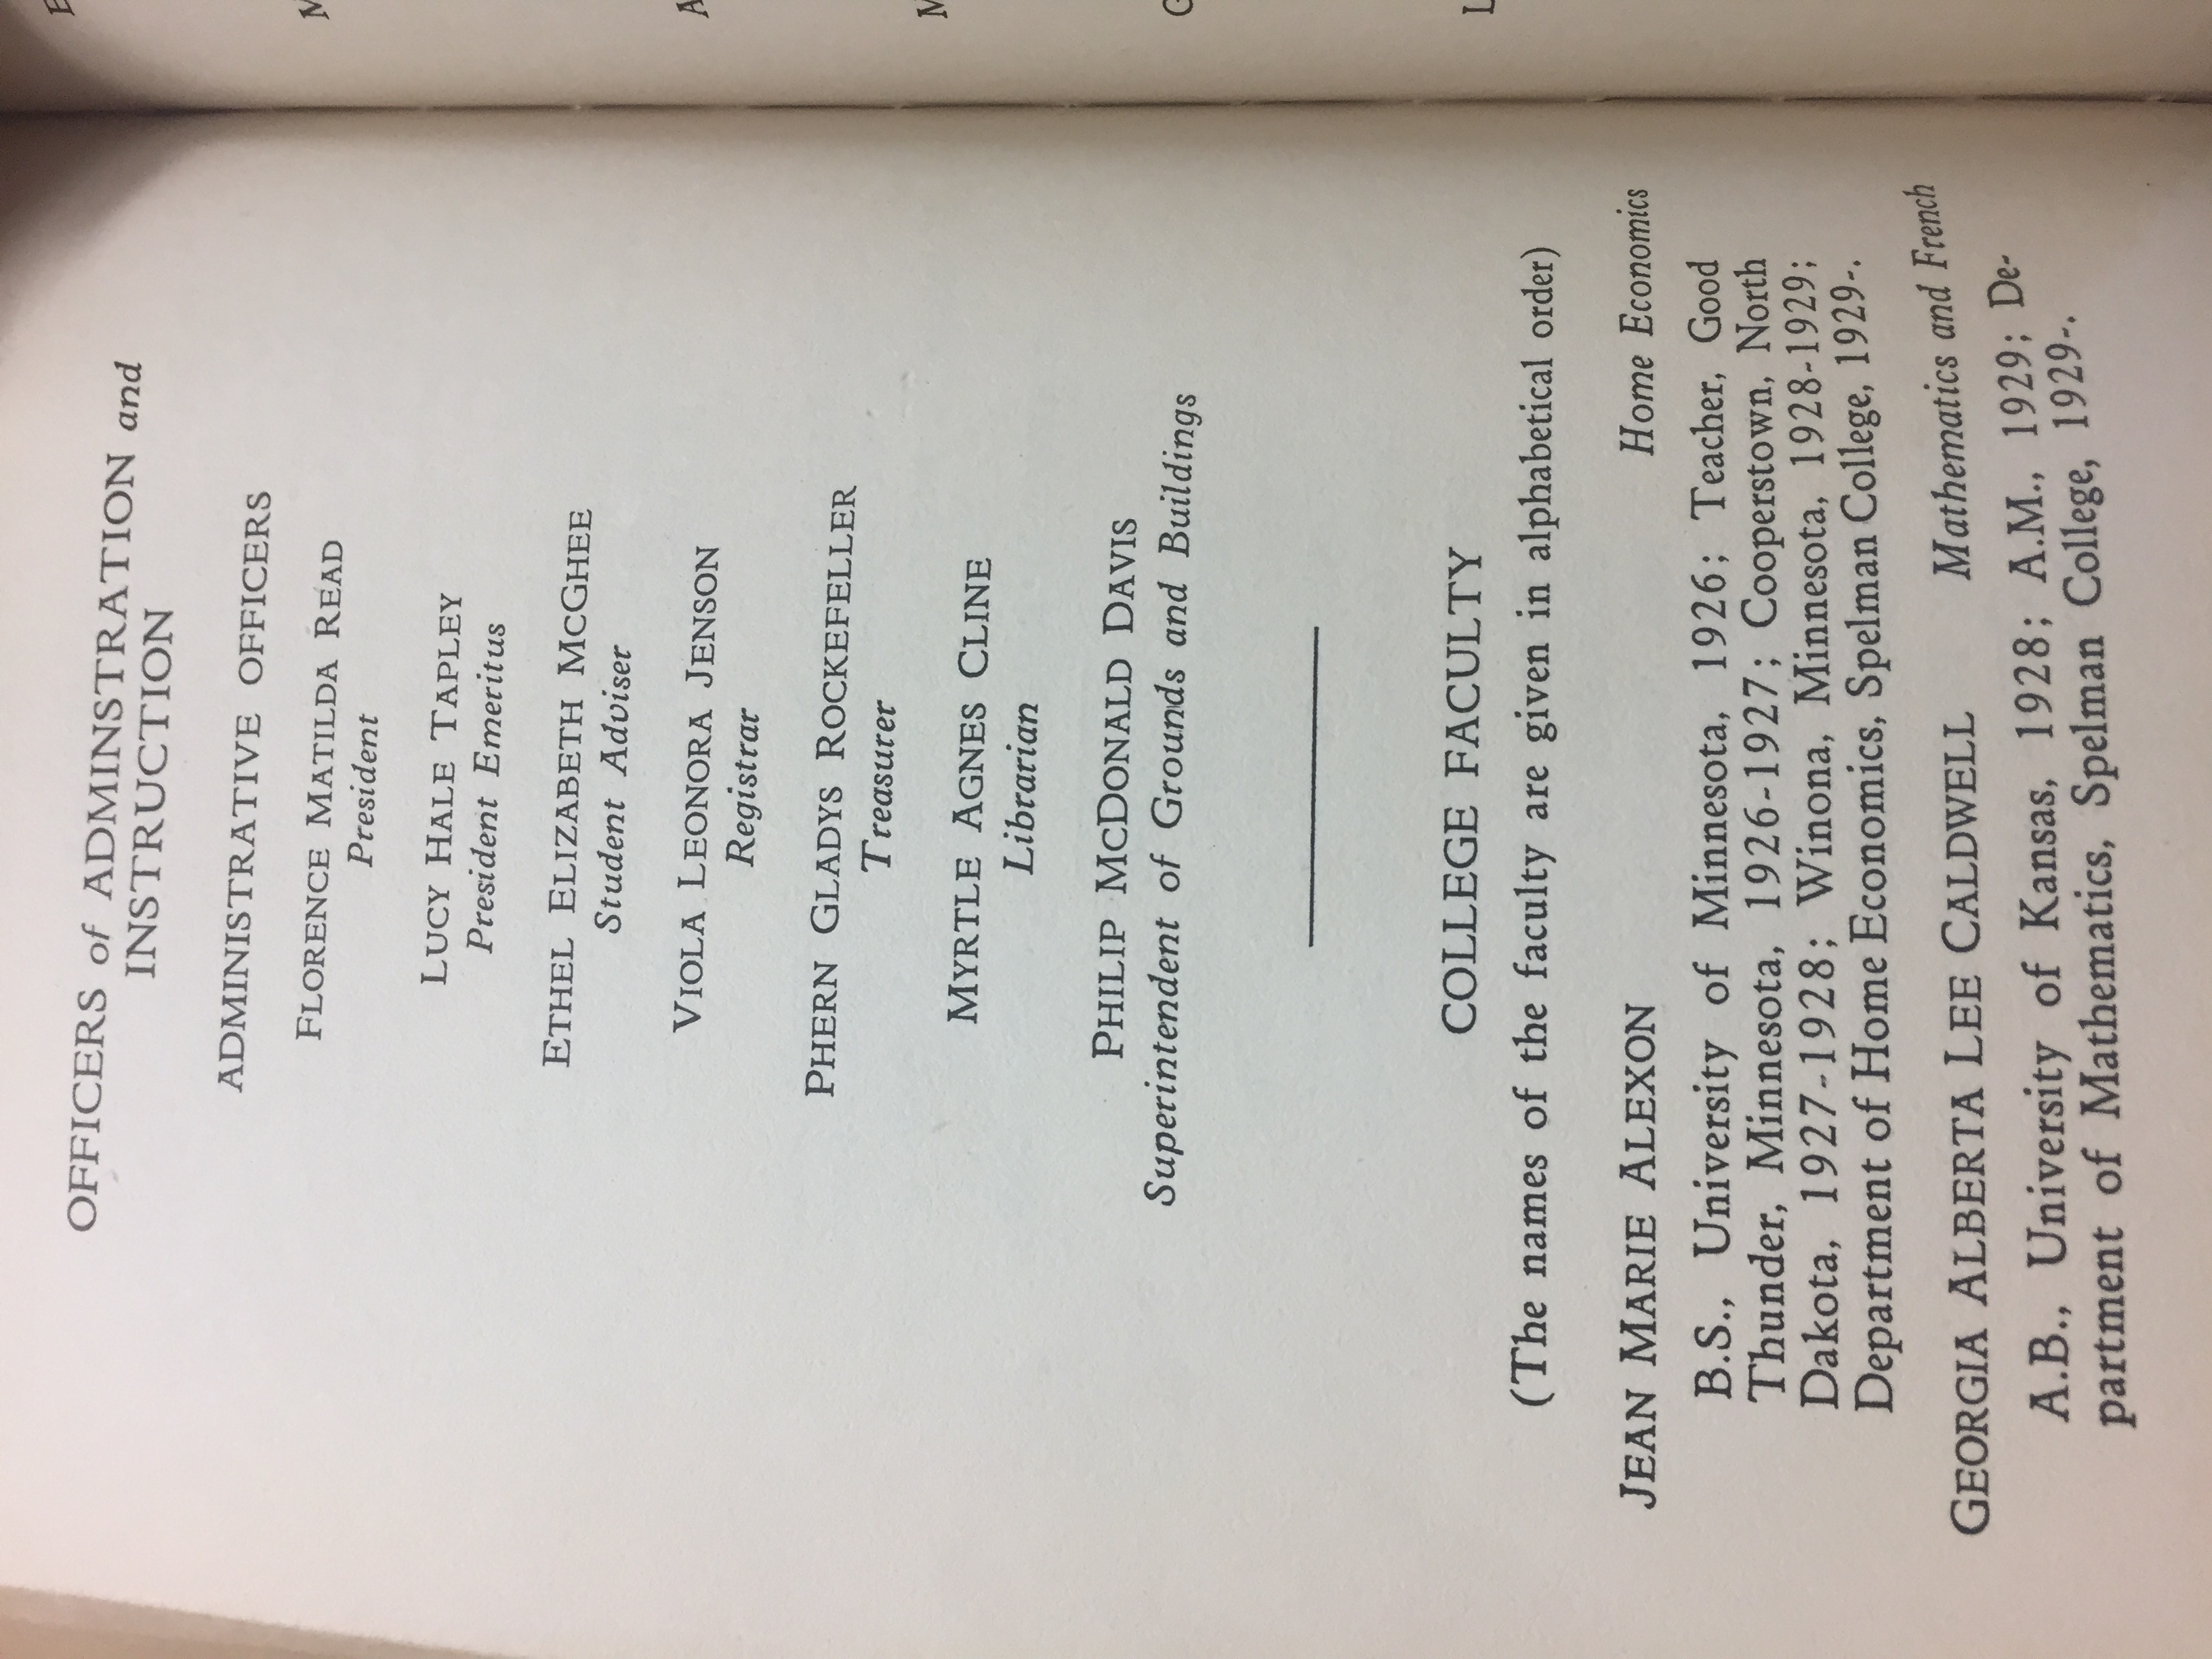 OFFICERS of ADMINISTRATION and
INSTRUCTION
ADMINISTRATIVE OFFICERS
FLORENCE MATILDA READ
President
LUCY HALE TAPLEY
President Emeritus
ETHEL ELIZABETH MCGHEE
Student Adviser
VIOLA LEONORA JENSON
Registrar
PHERN GLADYS ROCKEFELLER
Treasurer
MYRTLE AGNES CLINE
Librarian
PHILIP MCDONALD DAVIS
Superintendent of Grounds and Buildings
COLLEGE FACULTY
(The names of the faculty are given in alphabetical order)
JEAN MARIE ALEXON Home Economics
B.S., University of Minnesota, 1926; Teacher, Good
Thunder, Minnesota, 1926-1927; Cooperstown, North
Dakota, 1927-1928; Winona, Minnesota, 1928-1929;
Department of Home Economics, Spelman College, 1929-.
GEORGIA ALBERTA LEE CALDWELL Mathematics and French
A.B., University of Kansas, 1928; A.M., 1929; De-
partment of Mathematics, Spelman College, 1929-.